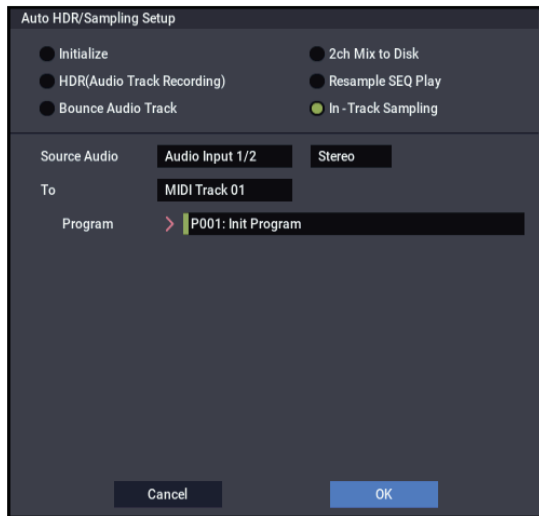 Auto HDR/Sampling Setup
Initialize
2ch Mix to Disk
HDR(Audio Track Recording)
Resample SEQ Play
Bounce Audio Track
In-Track Sampling
Source Audio Audio Input 1/2 Stereo
To MIDI Track 01
Program P001: Init Program
Cancel OK